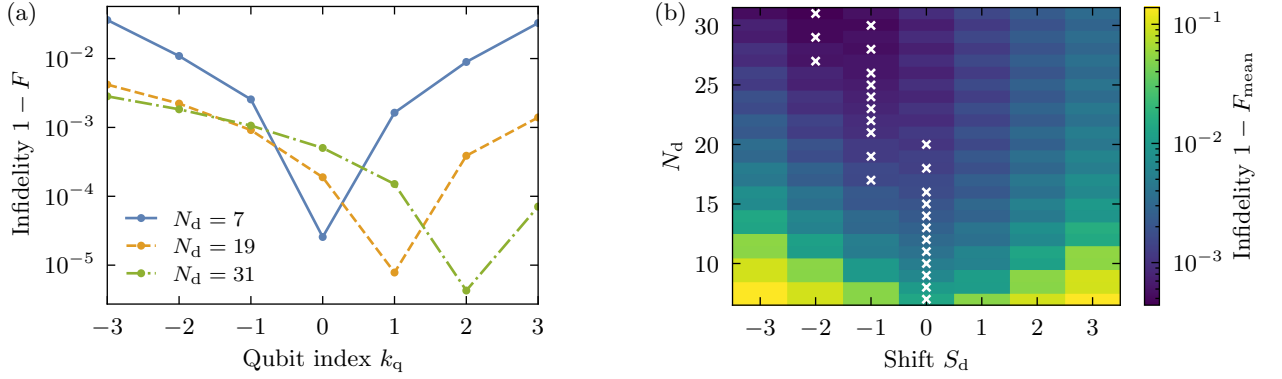 (a)
Infidelity 1 − F
10⁻²
10⁻³
10⁻⁴
10⁻⁵
N_d = 7
N_d = 19
N_d = 31
−3 −2 −1 0 1 2 3
Qubit index k_q
(b)
N_d
30
25
20
15
10
−3 −2 −1 0 1 2 3
Shift S_d
10⁻¹
10⁻²
10⁻³
Infidelity 1 − F_mean